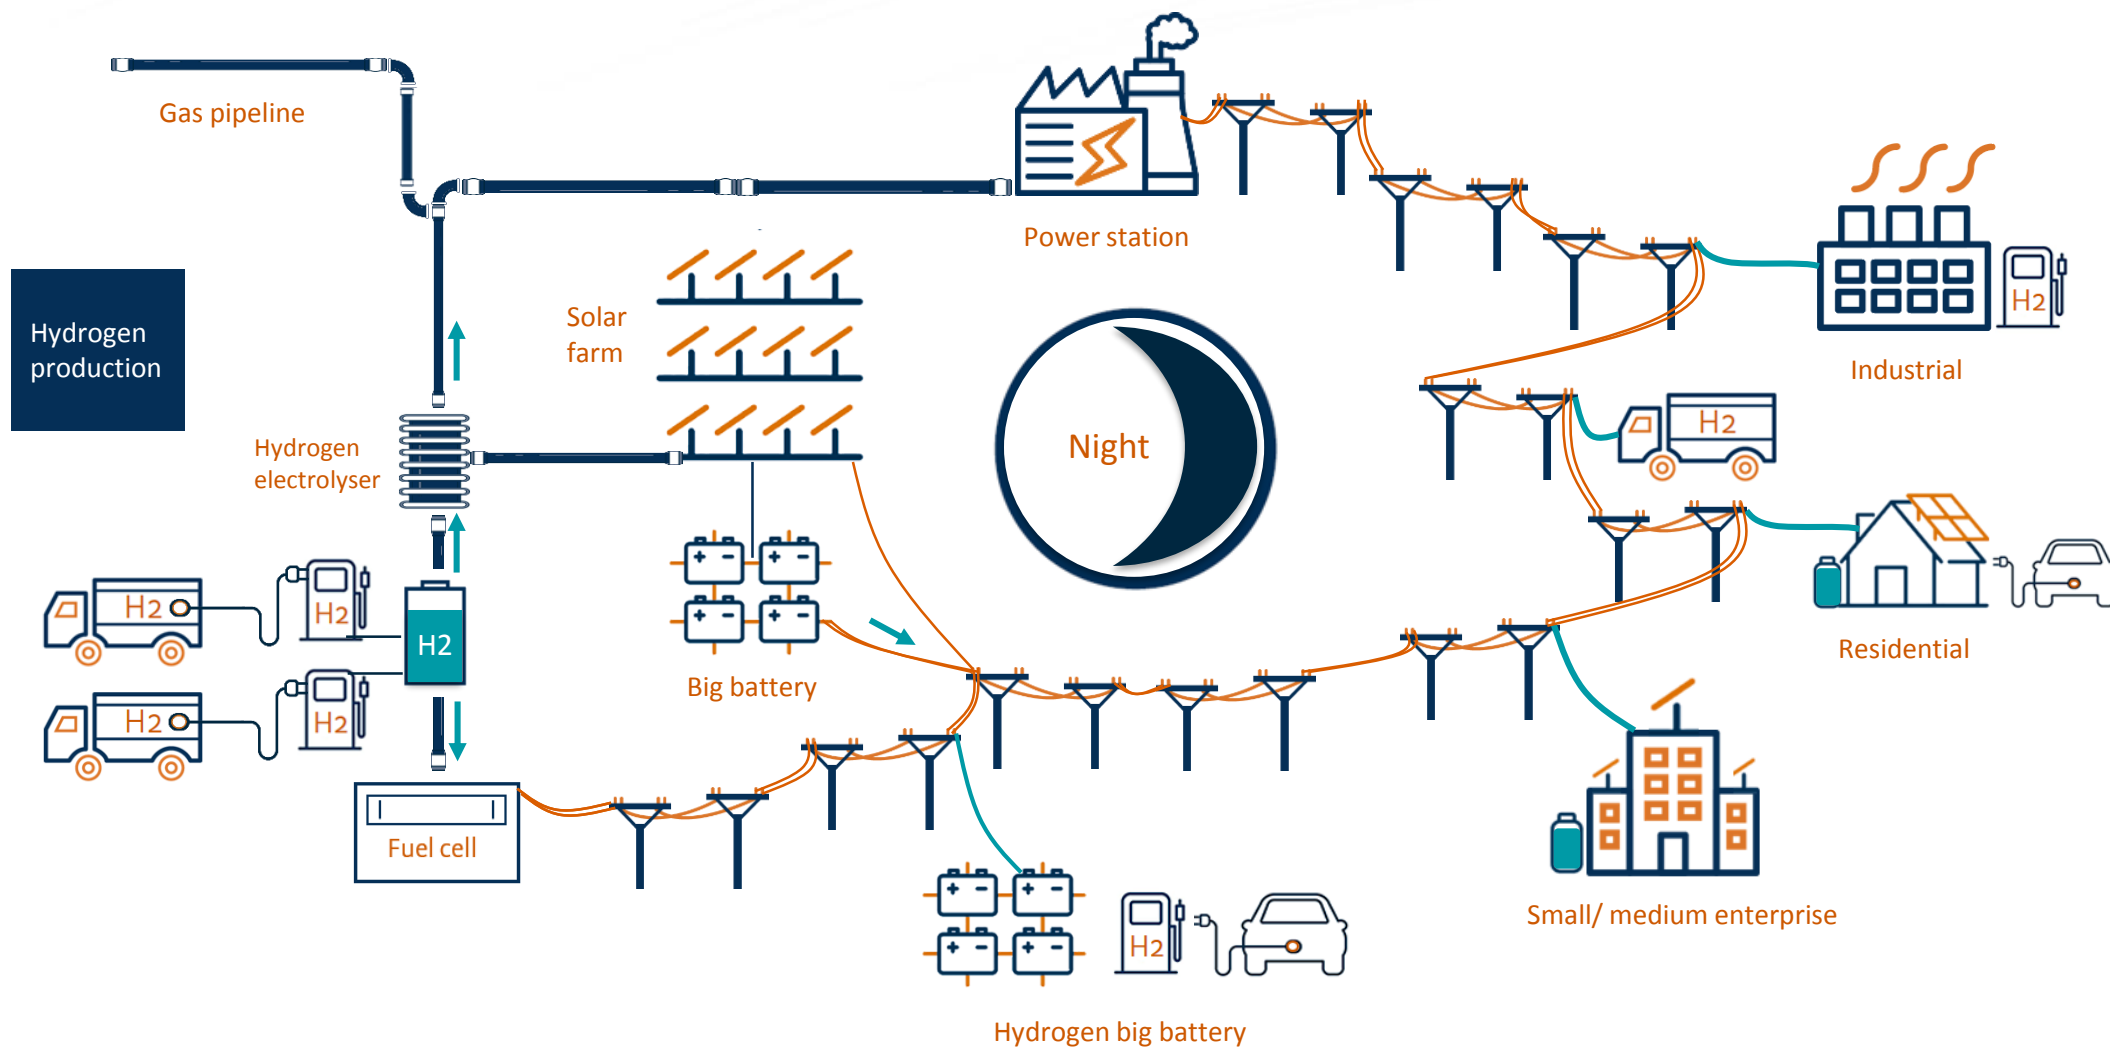 Gas pipeline
Power station
Hydrogen
production
Solar
farm
H2
Industrial
Night
H2
Hydrogen
electrolyser
H2
H2
H2
Residential
Big battery
H2
H2
Fuel cell
Small/ medium enterprise
H2
Hydrogen big battery